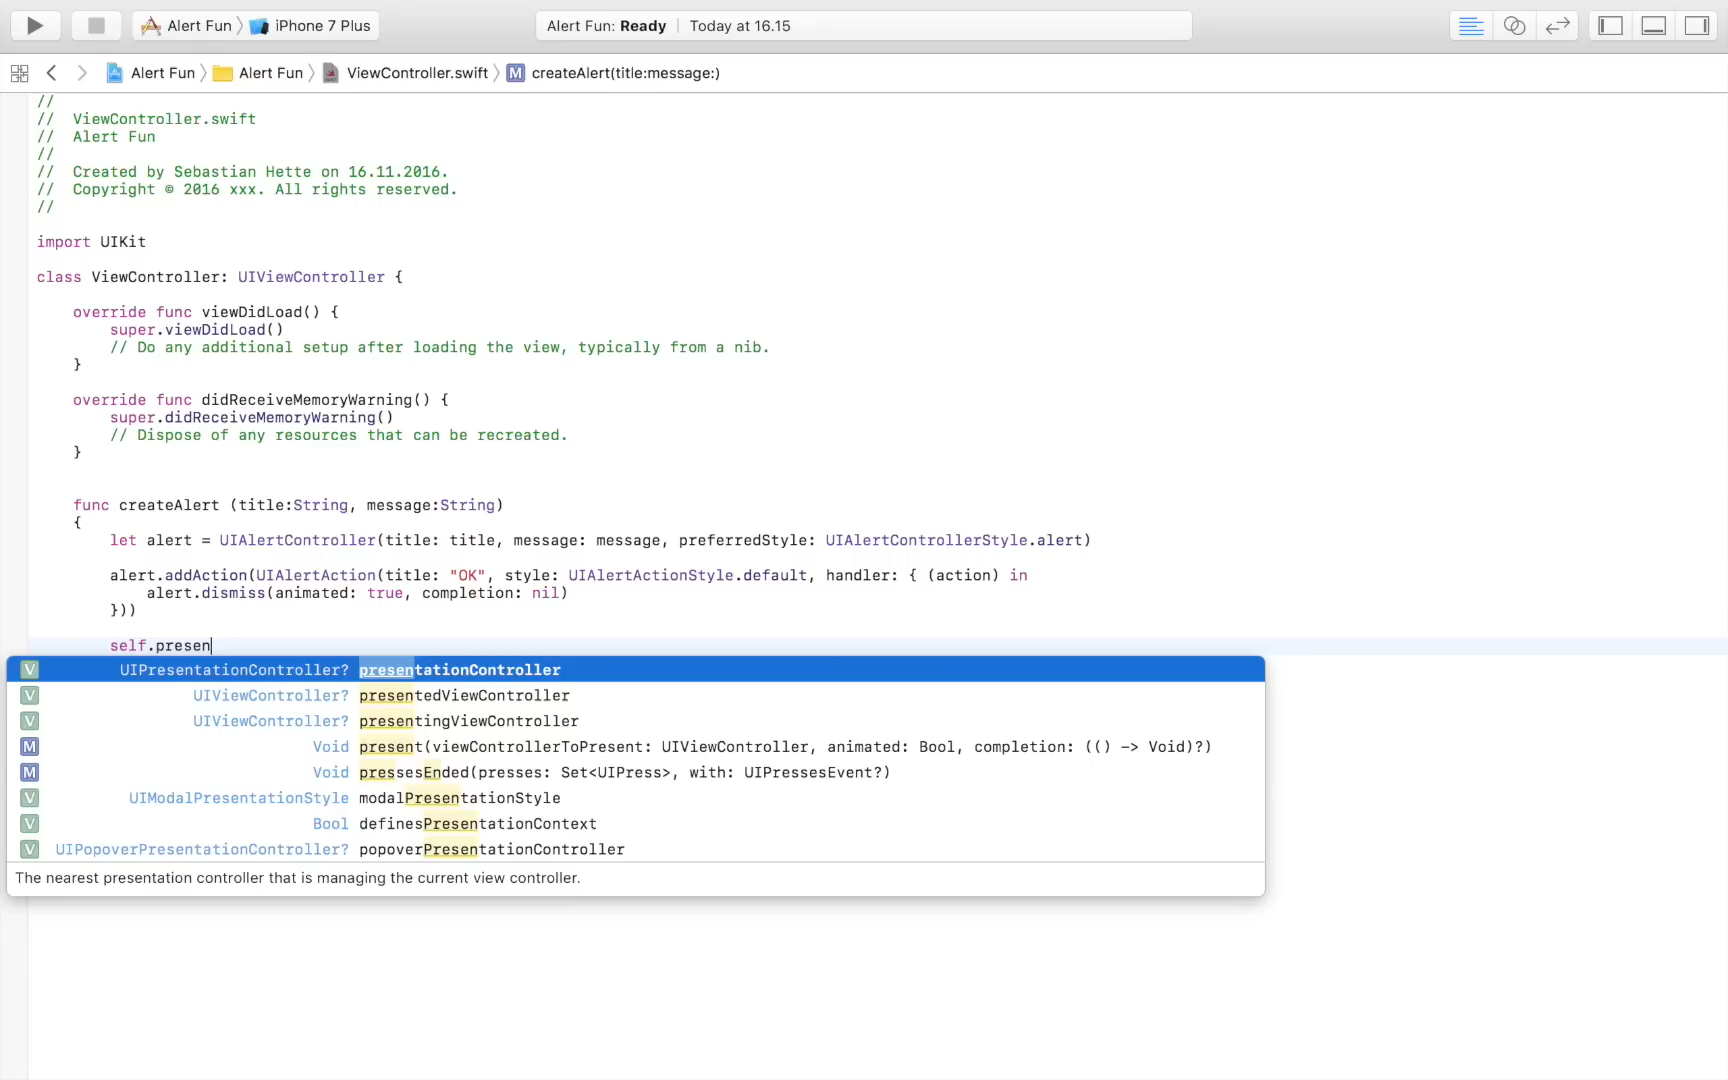 Alert Fun iPhone 7 Plus Alert Fun: Ready Today at 16.15
Alert Fun Alert Fun ViewController.swift M createAlert(title:message:)
//
// ViewController.swift
// Alert Fun
//
// Created by Sebastian Hette on 16.11.2016.
// Copyright © 2016 xxx. All rights reserved.
//
import UIKit
class ViewController: UIViewController {
override func viewDidLoad() {
super.viewDidLoad()
// Do any additional setup after loading the view, typically from a nib.
}
override func didReceiveMemoryWarning() {
super.didReceiveMemoryWarning()
// Dispose of any resources that can be recreated.
}
func createAlert (title:String, message:String)
{
let alert = UIAlertController(title: title, message: message, preferredStyle: UIAlertControllerStyle.alert)
alert.addAction(UIAlertAction(title: "OK", style: UIAlertActionStyle.default, handler: { (action) in
alert.dismiss(animated: true, completion: nil)
}))
self.presen
V UIPresentationController? presentationController
V UIViewController? presentedViewController
V UIViewController? presentingViewController
M Void present(viewControllerToPresent: UIViewController, animated: Bool, completion: (() -> Void)?)
M Void pressesEnded(presses: Set<UIPress>, with: UIPressesEvent?)
V UIModalPresentationStyle modalPresentationStyle
V Bool definesPresentationContext
V UIPopoverPresentationController? popoverPresentationController
The nearest presentation controller that is managing the current view controller.